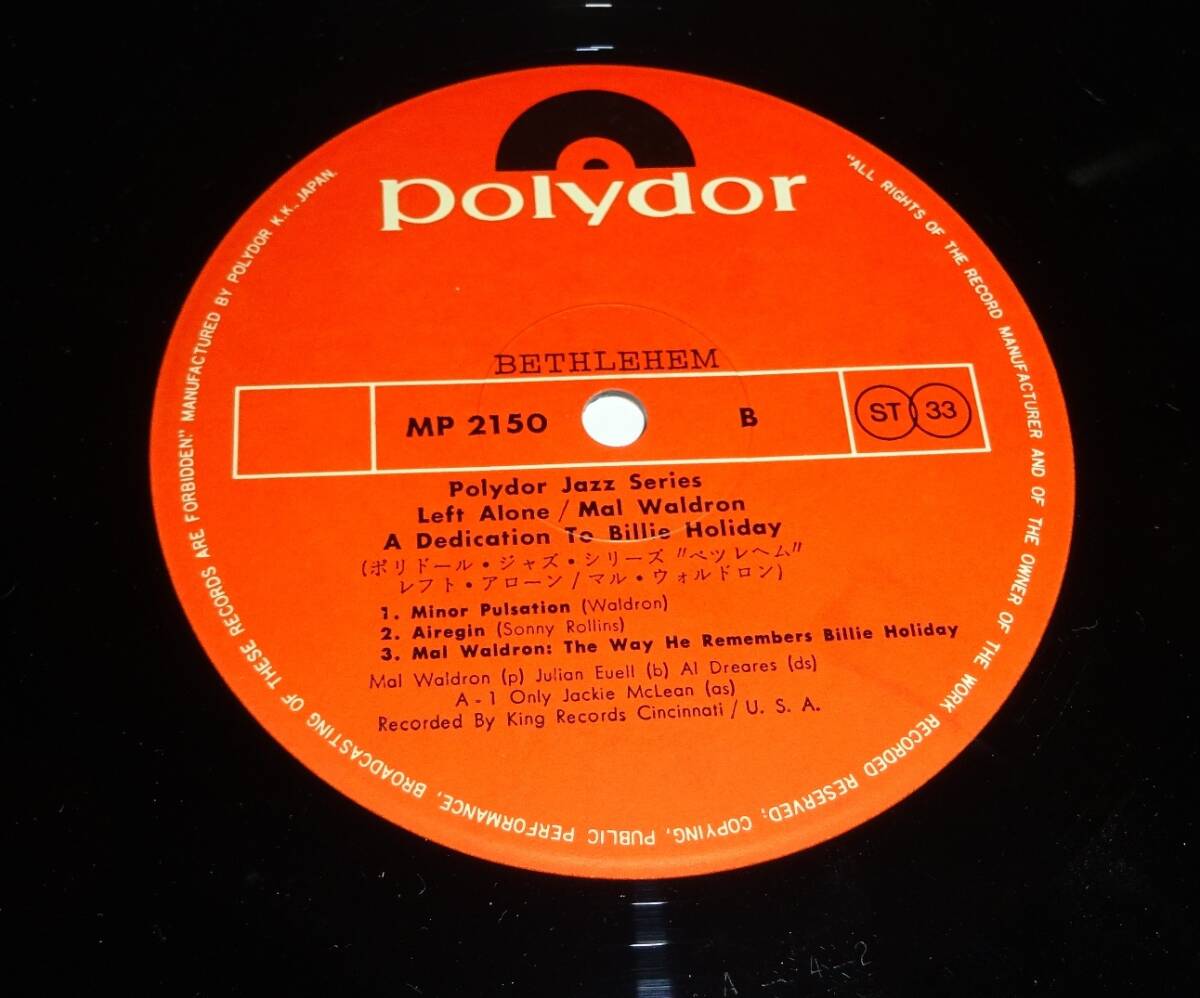 polydor
BETHLEHEM
MP 2150 B ST 33
Polydor Jazz Series
Left Alone / Mal Waldron
A Dedication To Billie Holiday
(ポリドール・ジャズ・シリーズ "ベツレヘム"
レフト・アローン / マル・ウォルドロン)
1. Minor Pulsation (Waldron)
2. Airegin (Sonny Rollins)
3. Mal Waldron: The Way He Remembers Billie Holiday
Mal Waldron (p) Julian Euell (b) Al Dreares (ds)
A - 1 Only Jackie McLean (as)
Recorded By King Records Cincinnati / U. S. A.
"ALL RIGHTS OF THE RECORD MANUFACTURER AND OF THE OWNER OF THE WORK RECORDED RESERVED; COPYING, PUBLIC PERFORMANCE, BROADCASTING OF THESE RECORDS ARE FORBIDDEN." MANUFACTURED BY POLYDOR K.K., JAPAN.
A - 4 - 2